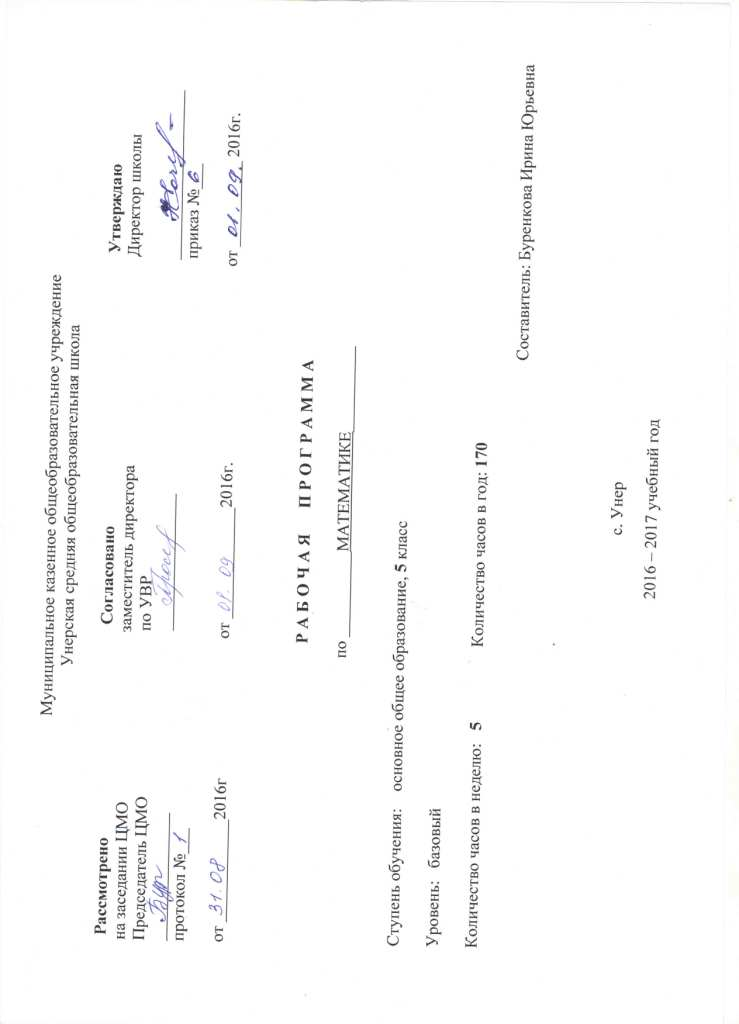 Муниципальное казенное общеобразовательное учреждение
Унерская средняя общеобразовательная школа
Рассмотрено
на заседании ЦМО
Председатель ЦМО
протокол № 1
от 31.08 2016г
Согласовано
заместитель директора
по УВР
от 01.09 2016г.
Утверждаю
Директор школы
приказ № 6
от 01.09. 2016г.
РАБОЧАЯ ПРОГРАММА
по МАТЕМАТИКЕ
Ступень обучения: основное общее образование, 5 класс
Уровень: базовый
Количество часов в неделю: 5 Количество часов в год: 170
Составитель: Буренкова Ирина Юрьевна
с. Унер
2016 – 2017 учебный год